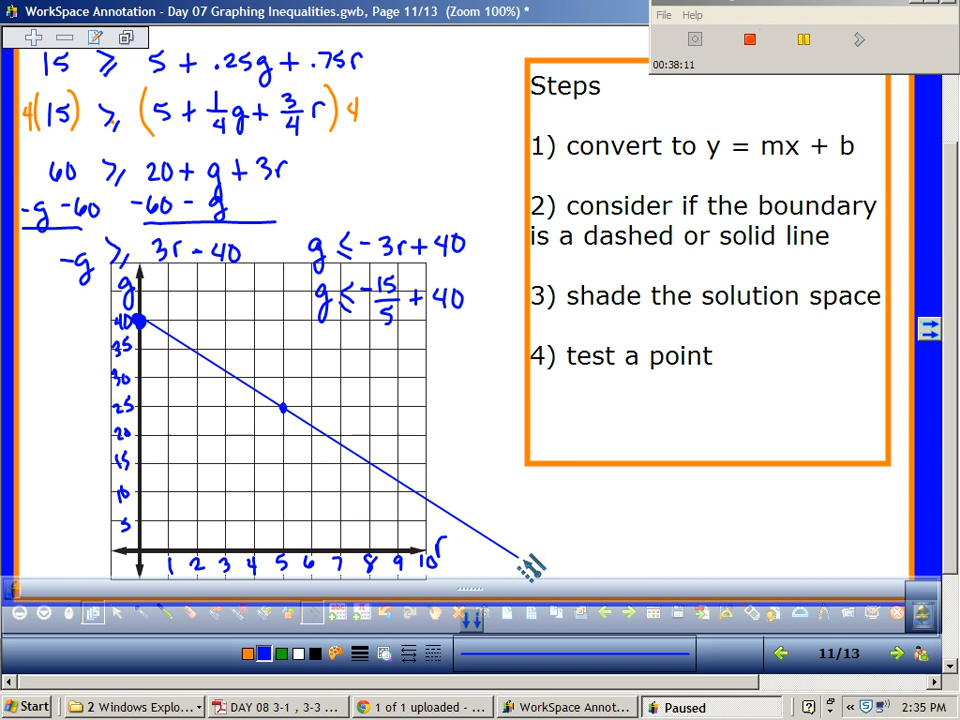 WorkSpace Annotation - Day 07 Graphing Inequalities.gwb, Page 11/13 (Zoom 100%) *
File Help
00:38:11
15 ≥ 5 + .25g + .75r
4(15) ≥ (5 + 1/4 g + 3/4 r)4
60 ≥ 20 + g + 3r
-g -60 -60 - g
-g ≥ 3r - 40
g ≤ -3r + 40
g ≤ -15/5 + 40
g
40
35
30
25
20
15
10
5
1 2 3 4 5 6 7 8 9 10 r
Steps
1) convert to y = mx + b
2) consider if the boundary
is a dashed or solid line
3) shade the solution space
4) test a point
11/13
Start
2 Windows Explo...
DAY 08 3-1 , 3-3 ...
1 of 1 uploaded - ...
WorkSpace Annotat...
Paused
2:35 PM